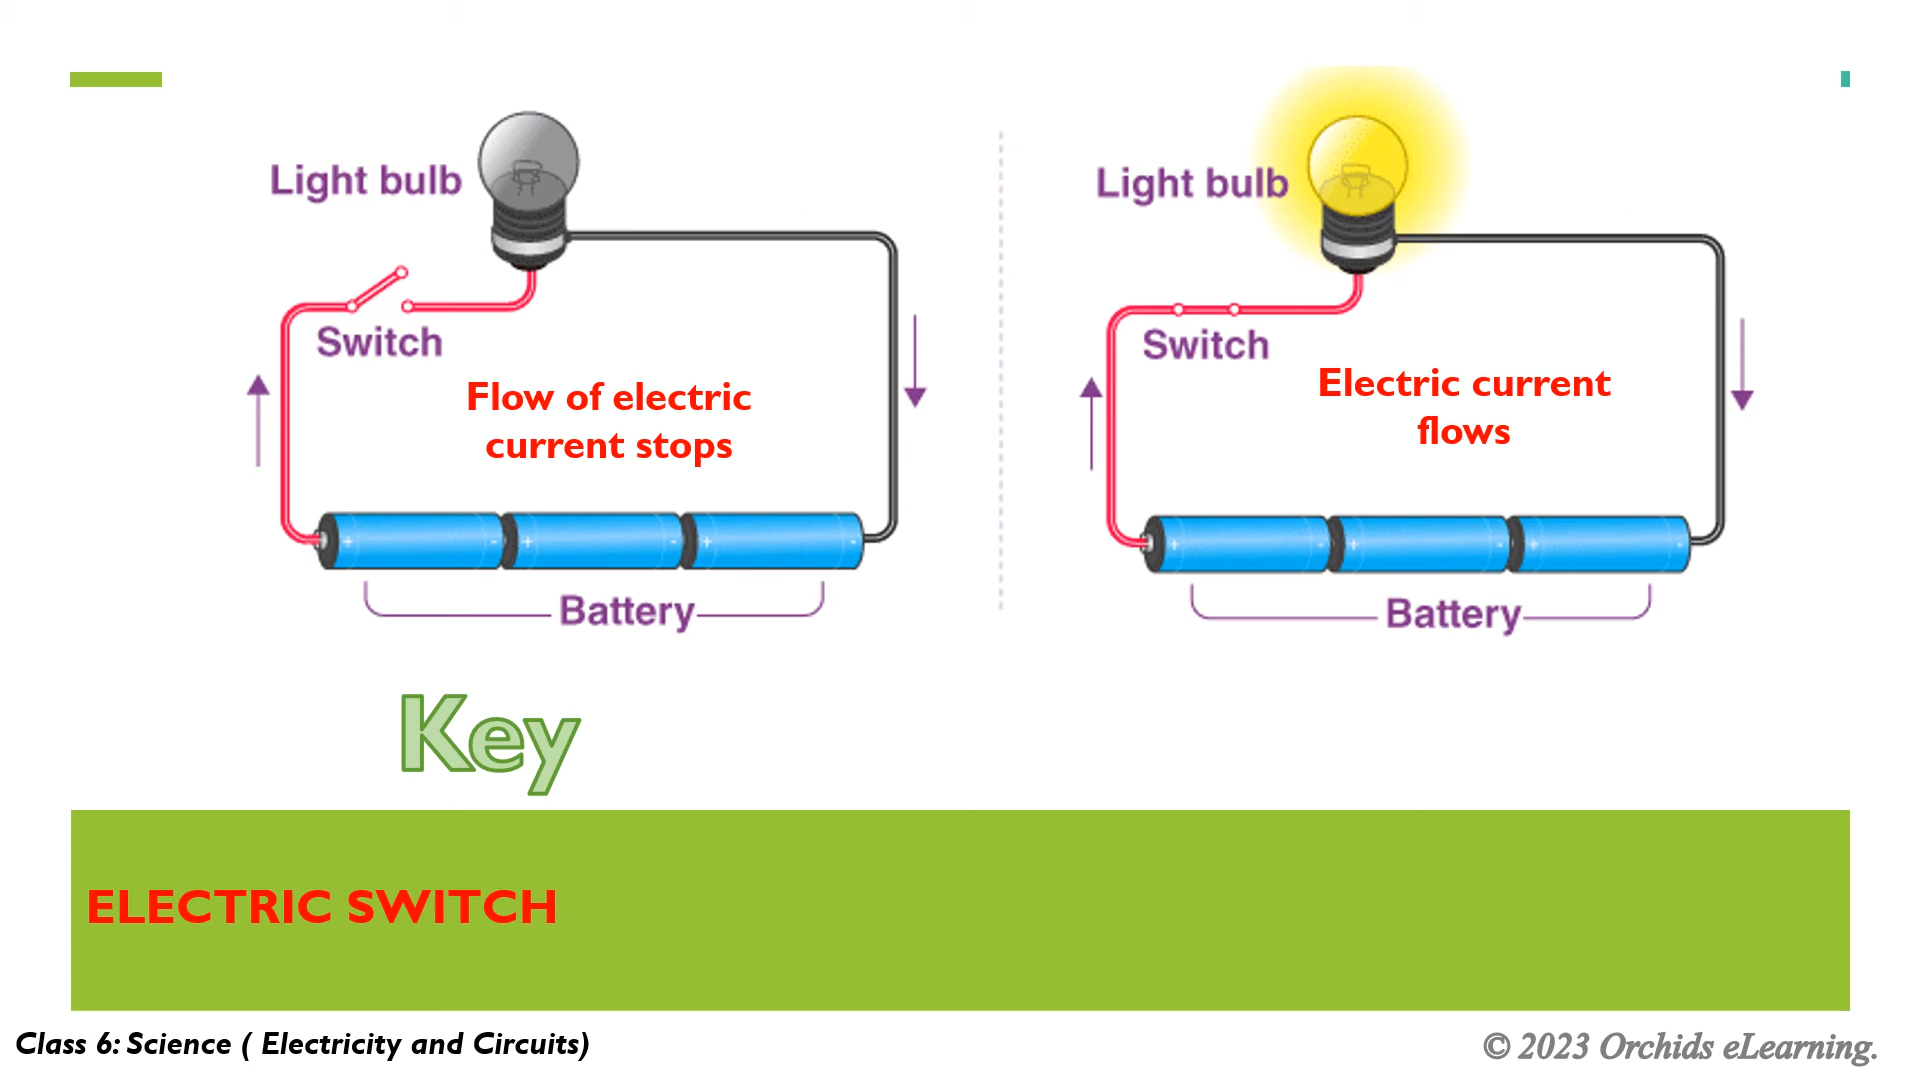 Light bulb
Switch
Flow of electric
current stops
+ - + - + -
Battery
Light bulb
Switch
Electric current
flows
+ - + - + -
Battery
Key
ELECTRIC SWITCH
Class 6: Science ( Electricity and Circuits)
© 2023 Orchids eLearning.